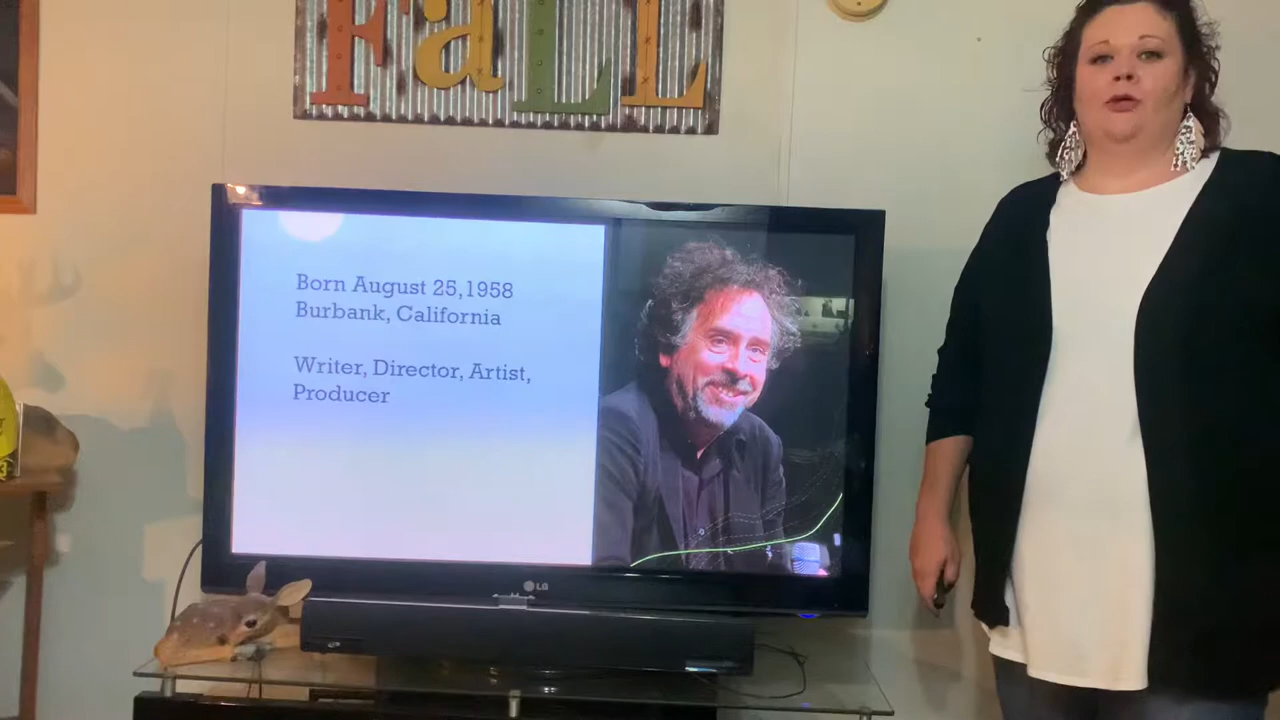 FaLL
Born August 25,1958
Burbank, California
Writer, Director, Artist,
Producer
LG